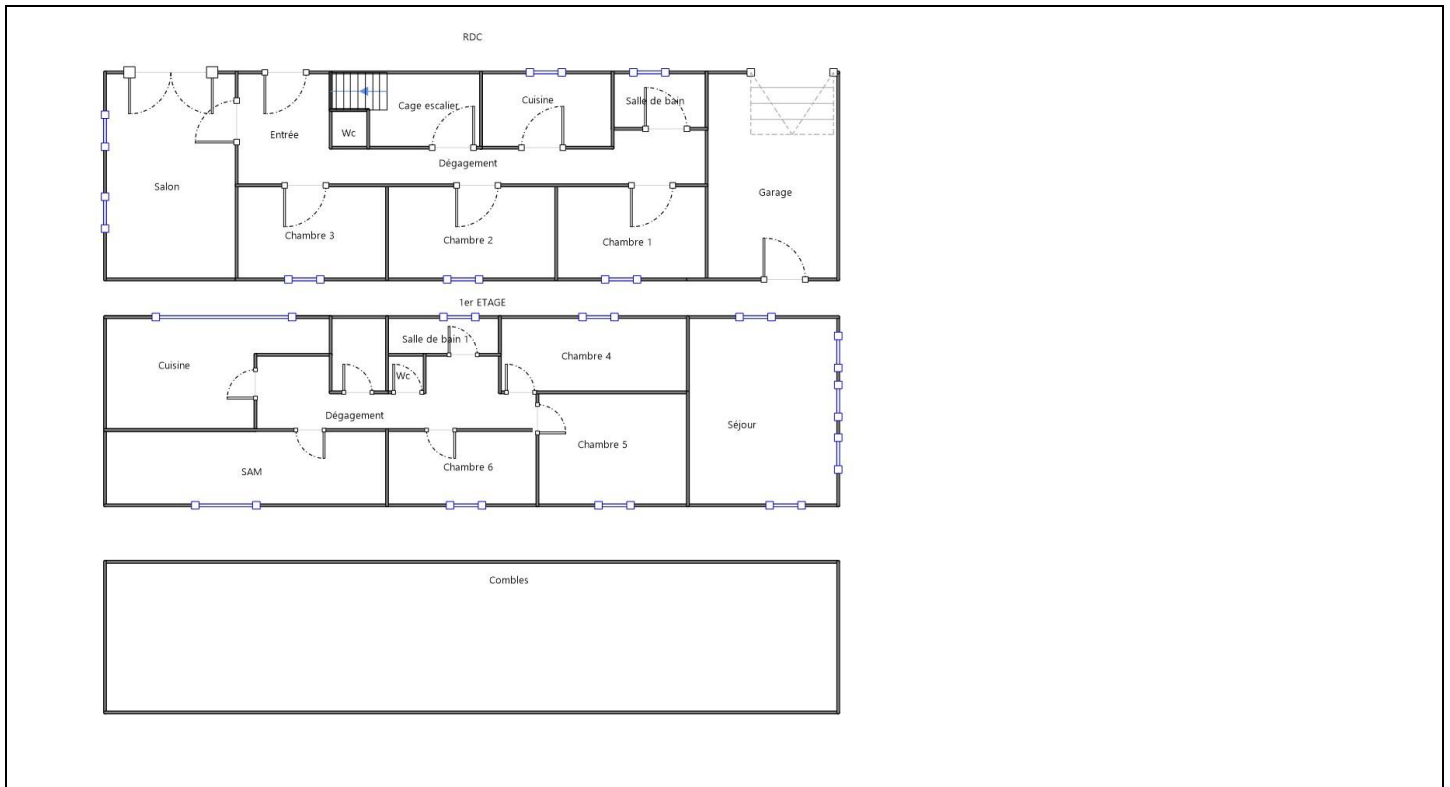 RDC
Cage escalier
Cuisine
Salle de bain
Entrée
Wc
Dégagement
Salon
Garage
Chambre 3
Chambre 2
Chambre 1
1er ETAGE
Salle de bain 1
Cuisine
Chambre 4
Wc
Dégagement
Séjour
Chambre 5
SAM
Chambre 6
Combles